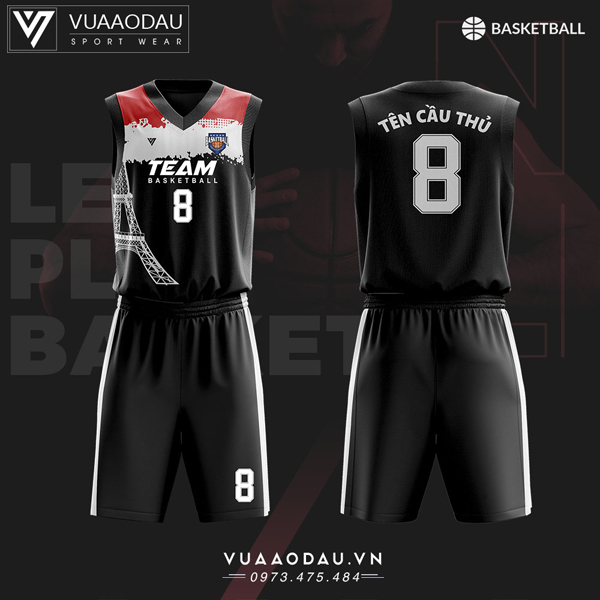 VUAAODAU
SPORT WEAR
BASKETBALL
TEAM
BASKETBALL
8
TÊN CẦU THỦ
8
8
VUAAODAU.VN
0973.475.484